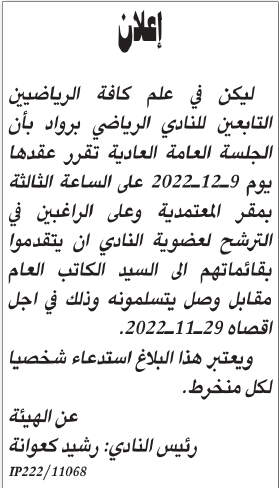 إعلان
ليكن في علم كافة الرياضيين
التابعين للنادي الرياضي برواد بأن
الجلسة العامة العادية تقرر عقدها
يوم 9ـ12ـ2022 على الساعة الثالثة
بمقر المعتمدية وعلى الراغبين في
الترشح لعضوية النادي ان يتقدموا
بقائماتهم الى السيد الكاتب العام
مقابل وصل يتسلمونه وذلك في اجل
اقصاه 29ـ11ـ2022.
ويعتبر هذا البلاغ استدعاء شخصيا
لكل منخرط.
عن الهيئة
رئيس النادي: رشيد كعوانة
IP222/11068